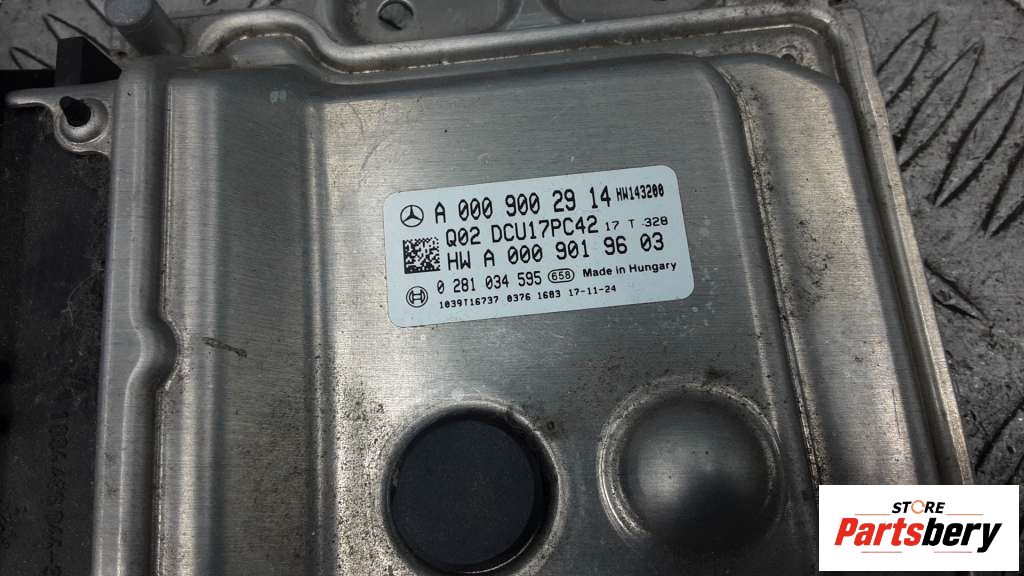 A 000 900 29 14 HW143200
Q02 DCU17PC42 17 T 328
HW A 000 901 96 03
0 281 034 595 658 Made in Hungary
1039T16737 0376 1683 17-11-24
STORE
Partsbery